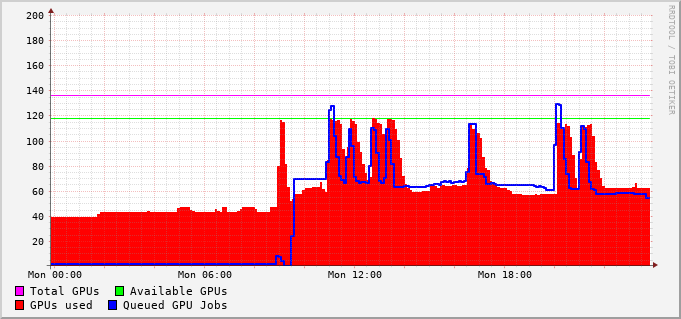 200
180
160
140
120
100
80
60
40
20
Mon 00:00 Mon 06:00 Mon 12:00 Mon 18:00
Total GPUs Available GPUs
GPUs used Queued GPU Jobs
RRDTOOL / TOBI OETIKER